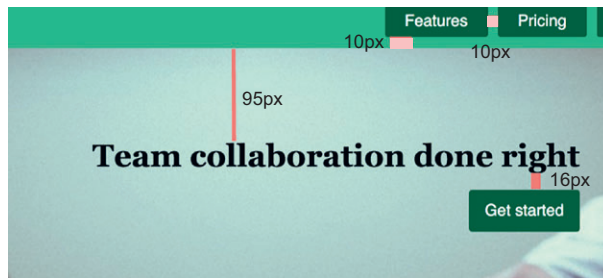 Features Pricing
10px 10px
95px
Team collaboration done right
16px
Get started